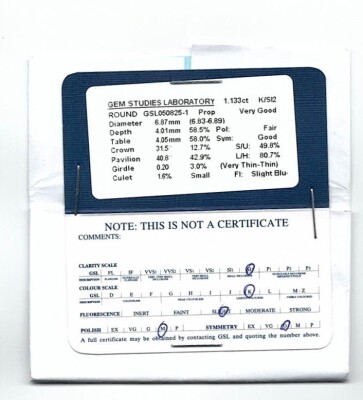 GEM STUDIES LABORATORY 1.133ct K/SI2
ROUND GSL050825-1 Prop Very Good
Diameter 6.87mm (6.83-6.89)
Depth 4.01mm 58.5% Pol: Fair
Table 4.05mm 58.0% Sym: Good
Crown 31.5° 12.7% S/U: 49.8%
Pavilion 40.8° 42.9% L/H: 80.7%
Girdle 0.20 3.0% (Very Thin-Thin)
Culet 1.6% Small Fl: Slight Blu
NOTE: THIS IS NOT A CERTIFICATE
COMMENTS:
CLARITY SCALE
GSL FL IF VVS1 VVS2 VS1 VS2 SI1 SI2 P1 P2 P3
COLOUR SCALE
GSL D E F G H I J K L M - Z
FLUORESCENCE INERT FAINT SLIGHT MODERATE STRONG
POLISH EX VG G M P SYMMETRY EX VG G M P
A full certificate may be obtained by contacting GSL and quoting the number above.